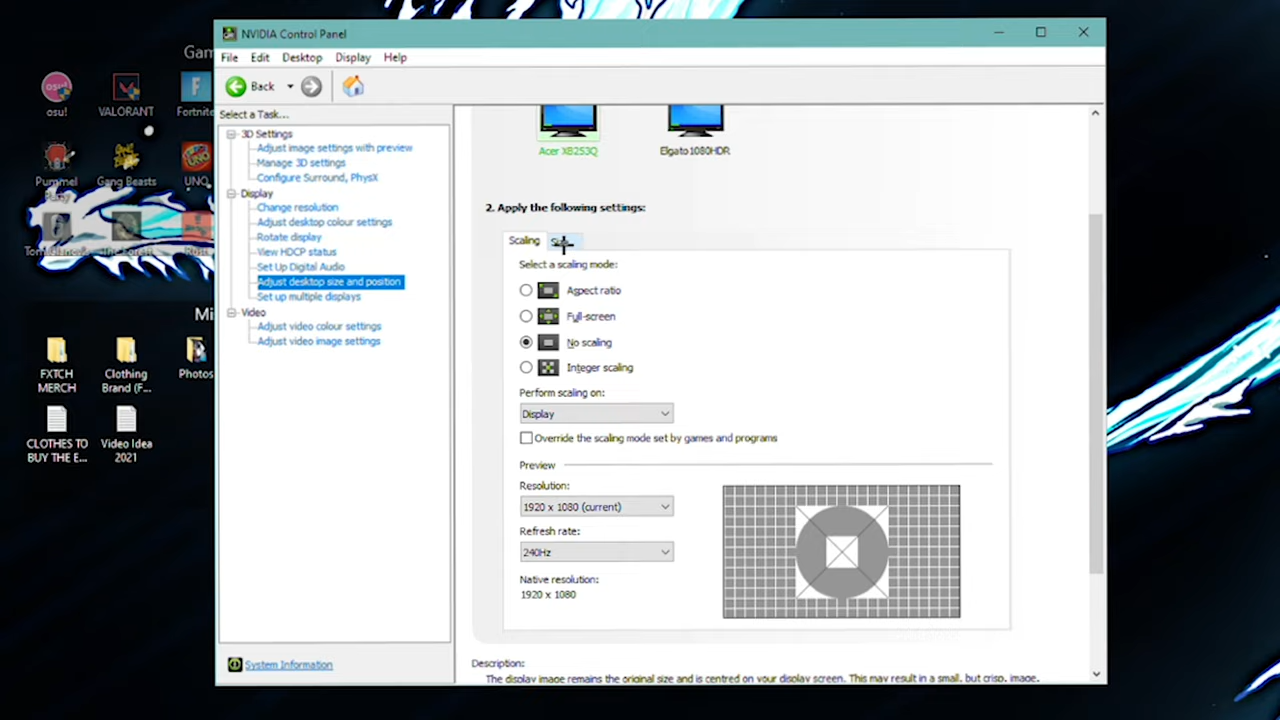 NVIDIA Control Panel
File Edit Desktop Display Help
Back
Select a Task...
3D Settings
Adjust image settings with preview
Manage 3D settings
Configure Surround, PhysX
Display
Change resolution
Adjust desktop colour settings
Rotate display
View HDCP status
Set Up Digital Audio
Adjust desktop size and position
Set up multiple displays
Video
Adjust video colour settings
Adjust video image settings
System Information
Acer XB253Q
Elgato 1080HDR
2. Apply the following settings:
Scaling
Select a scaling mode:
Aspect ratio
Full-screen
No scaling
Integer scaling
Perform scaling on:
Display
Override the scaling mode set by games and programs
Preview
Resolution:
1920 x 1080 (current)
Refresh rate:
240Hz
Native resolution:
1920 x 1080
Description:
The display image remains the original size and is centred on your display screen. This may result in a small, but crisp, image.
Gam
osu!
osu!
VALORANT
Fortnite
Pummel
Party
Gang Beasts
UNO
The Forest
Mi
FXTCH
MERCH
Clothing
Brand (F...
Photos
CLOTHES TO
BUY THE E...
Video Idea
2021